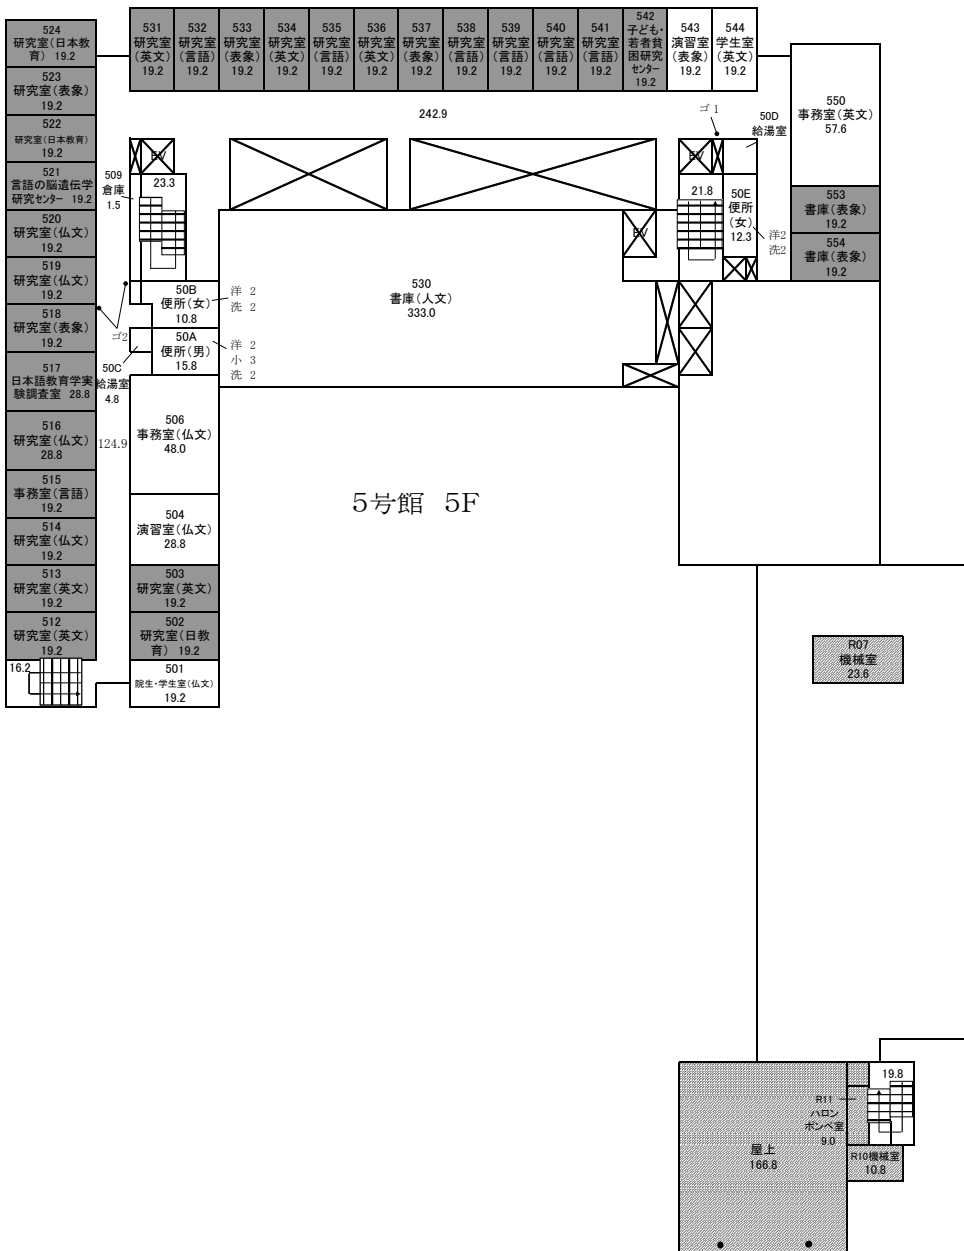 524
研究室(日本教
育) 19.2
523
研究室(表象)
19.2
522
研究室(日本教育)
19.2
521
言語の脳遺伝学
研究センター 19.2
520
研究室(仏文)
19.2
519
研究室(仏文)
19.2
518
研究室(表象)
19.2
517
日本語教育学実
験調査室 28.8
516
研究室(仏文)
28.8
515
事務室(言語)
19.2
514
研究室(仏文)
19.2
513
研究室(英文)
19.2
512
研究室(英文)
19.2
16.2
531
研究室
(英文)
19.2
532
研究室
(言語)
19.2
533
研究室
(表象)
19.2
534
研究室
(英文)
19.2
535
研究室
(言語)
19.2
536
研究室
(英文)
19.2
537
研究室
(表象)
19.2
538
研究室
(言語)
19.2
539
研究室
(言語)
19.2
540
研究室
(英文)
19.2
541
研究室
(言語)
19.2
542
子ども・
若者貧
困研究
センター
19.2
543
演習室
(表象)
19.2
544
学生室
(英文)
19.2
242.9
ゴ 1
50D
給湯室
550
事務室(英文)
57.6
553
書庫(表象)
19.2
554
書庫(表象)
19.2
EV
509
倉庫
1.5
23.3
EV
21.8
50E
便所
(女)
12.3
洋2
洗2
EV
530
書庫(人文)
333.0
50B
便所(女)
10.8
洋 2
洗 2
ゴ2
50A
便所(男)
15.8
洋 2
小 3
洗 2
50C
給湯室
4.8
124.9
506
事務室(仏文)
48.0
504
演習室(仏文)
28.8
503
研究室(英文)
19.2
502
研究室(日教
育) 19.2
501
院生・学生室(仏文)
19.2
5号館 5F
R07
機械室
23.6
19.8
R11
ハロン
ボンベ室
9.0
屋上
166.8
R10機械室
10.8